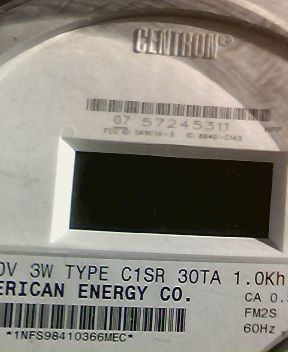 CENTRON®
07 57245311
0V 3W TYPE C1SR 30TA 1.0Kh
ERICAN ENERGY CO.
CA 0.
FM2S
60Hz
*1NFS98410366MEC*